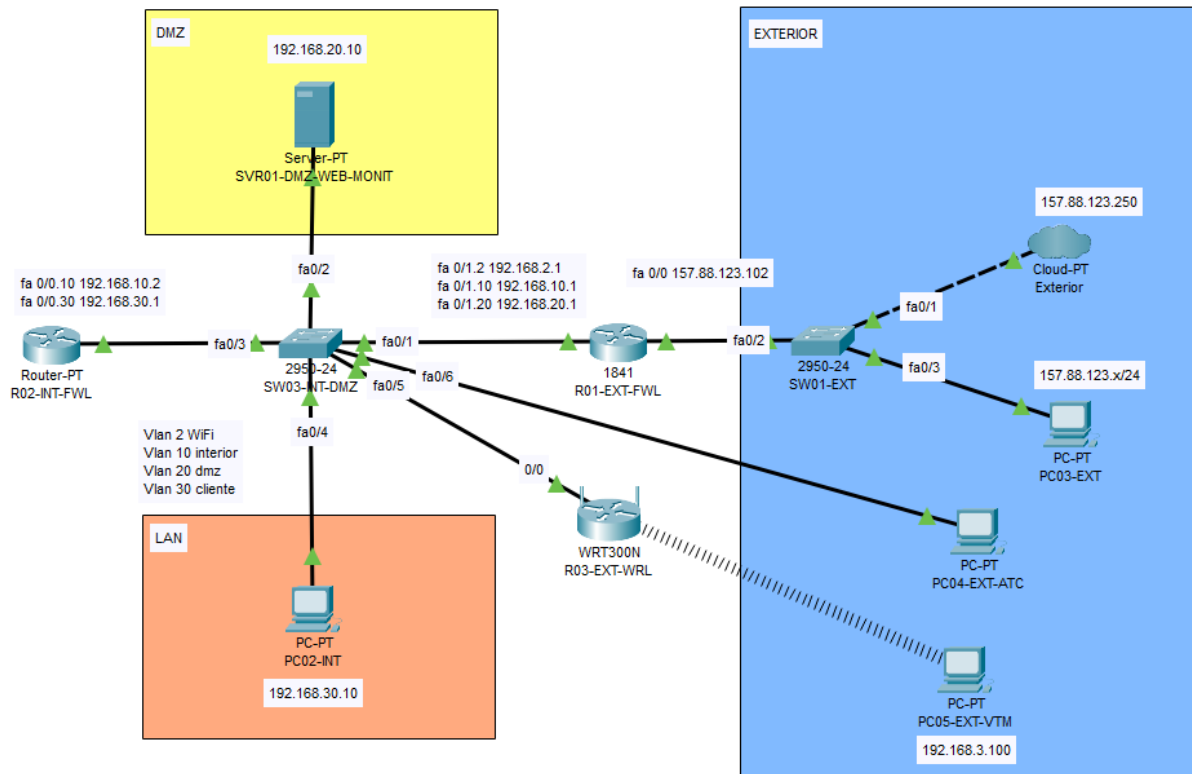 DMZ
192.168.20.10
Server-PT
SVR01-DMZ-WEB-MONIT
fa0/2
EXTERIOR
157.88.123.250
Cloud-PT
Exterior
fa0/1
fa 0/0.10 192.168.10.2
fa 0/0.30 192.168.30.1
Router-PT
R02-INT-FWL
fa0/3
2950-24
SW03-INT-DMZ
fa0/1
fa0/6
fa0/5
fa0/4
fa 0/1.2 192.168.2.1
fa 0/1.10 192.168.10.1
fa 0/1.20 192.168.20.1
1841
R01-EXT-FWL
fa 0/0 157.88.123.102
fa0/2
2950-24
SW01-EXT
fa0/3
157.88.123.x/24
PC-PT
PC03-EXT
Vlan 2 WiFi
Vlan 10 interior
Vlan 20 dmz
Vlan 30 cliente
0/0
WRT300N
R03-EXT-WRL
PC-PT
PC04-EXT-ATC
LAN
PC-PT
PC02-INT
192.168.30.10
PC-PT
PC05-EXT-VTM
192.168.3.100